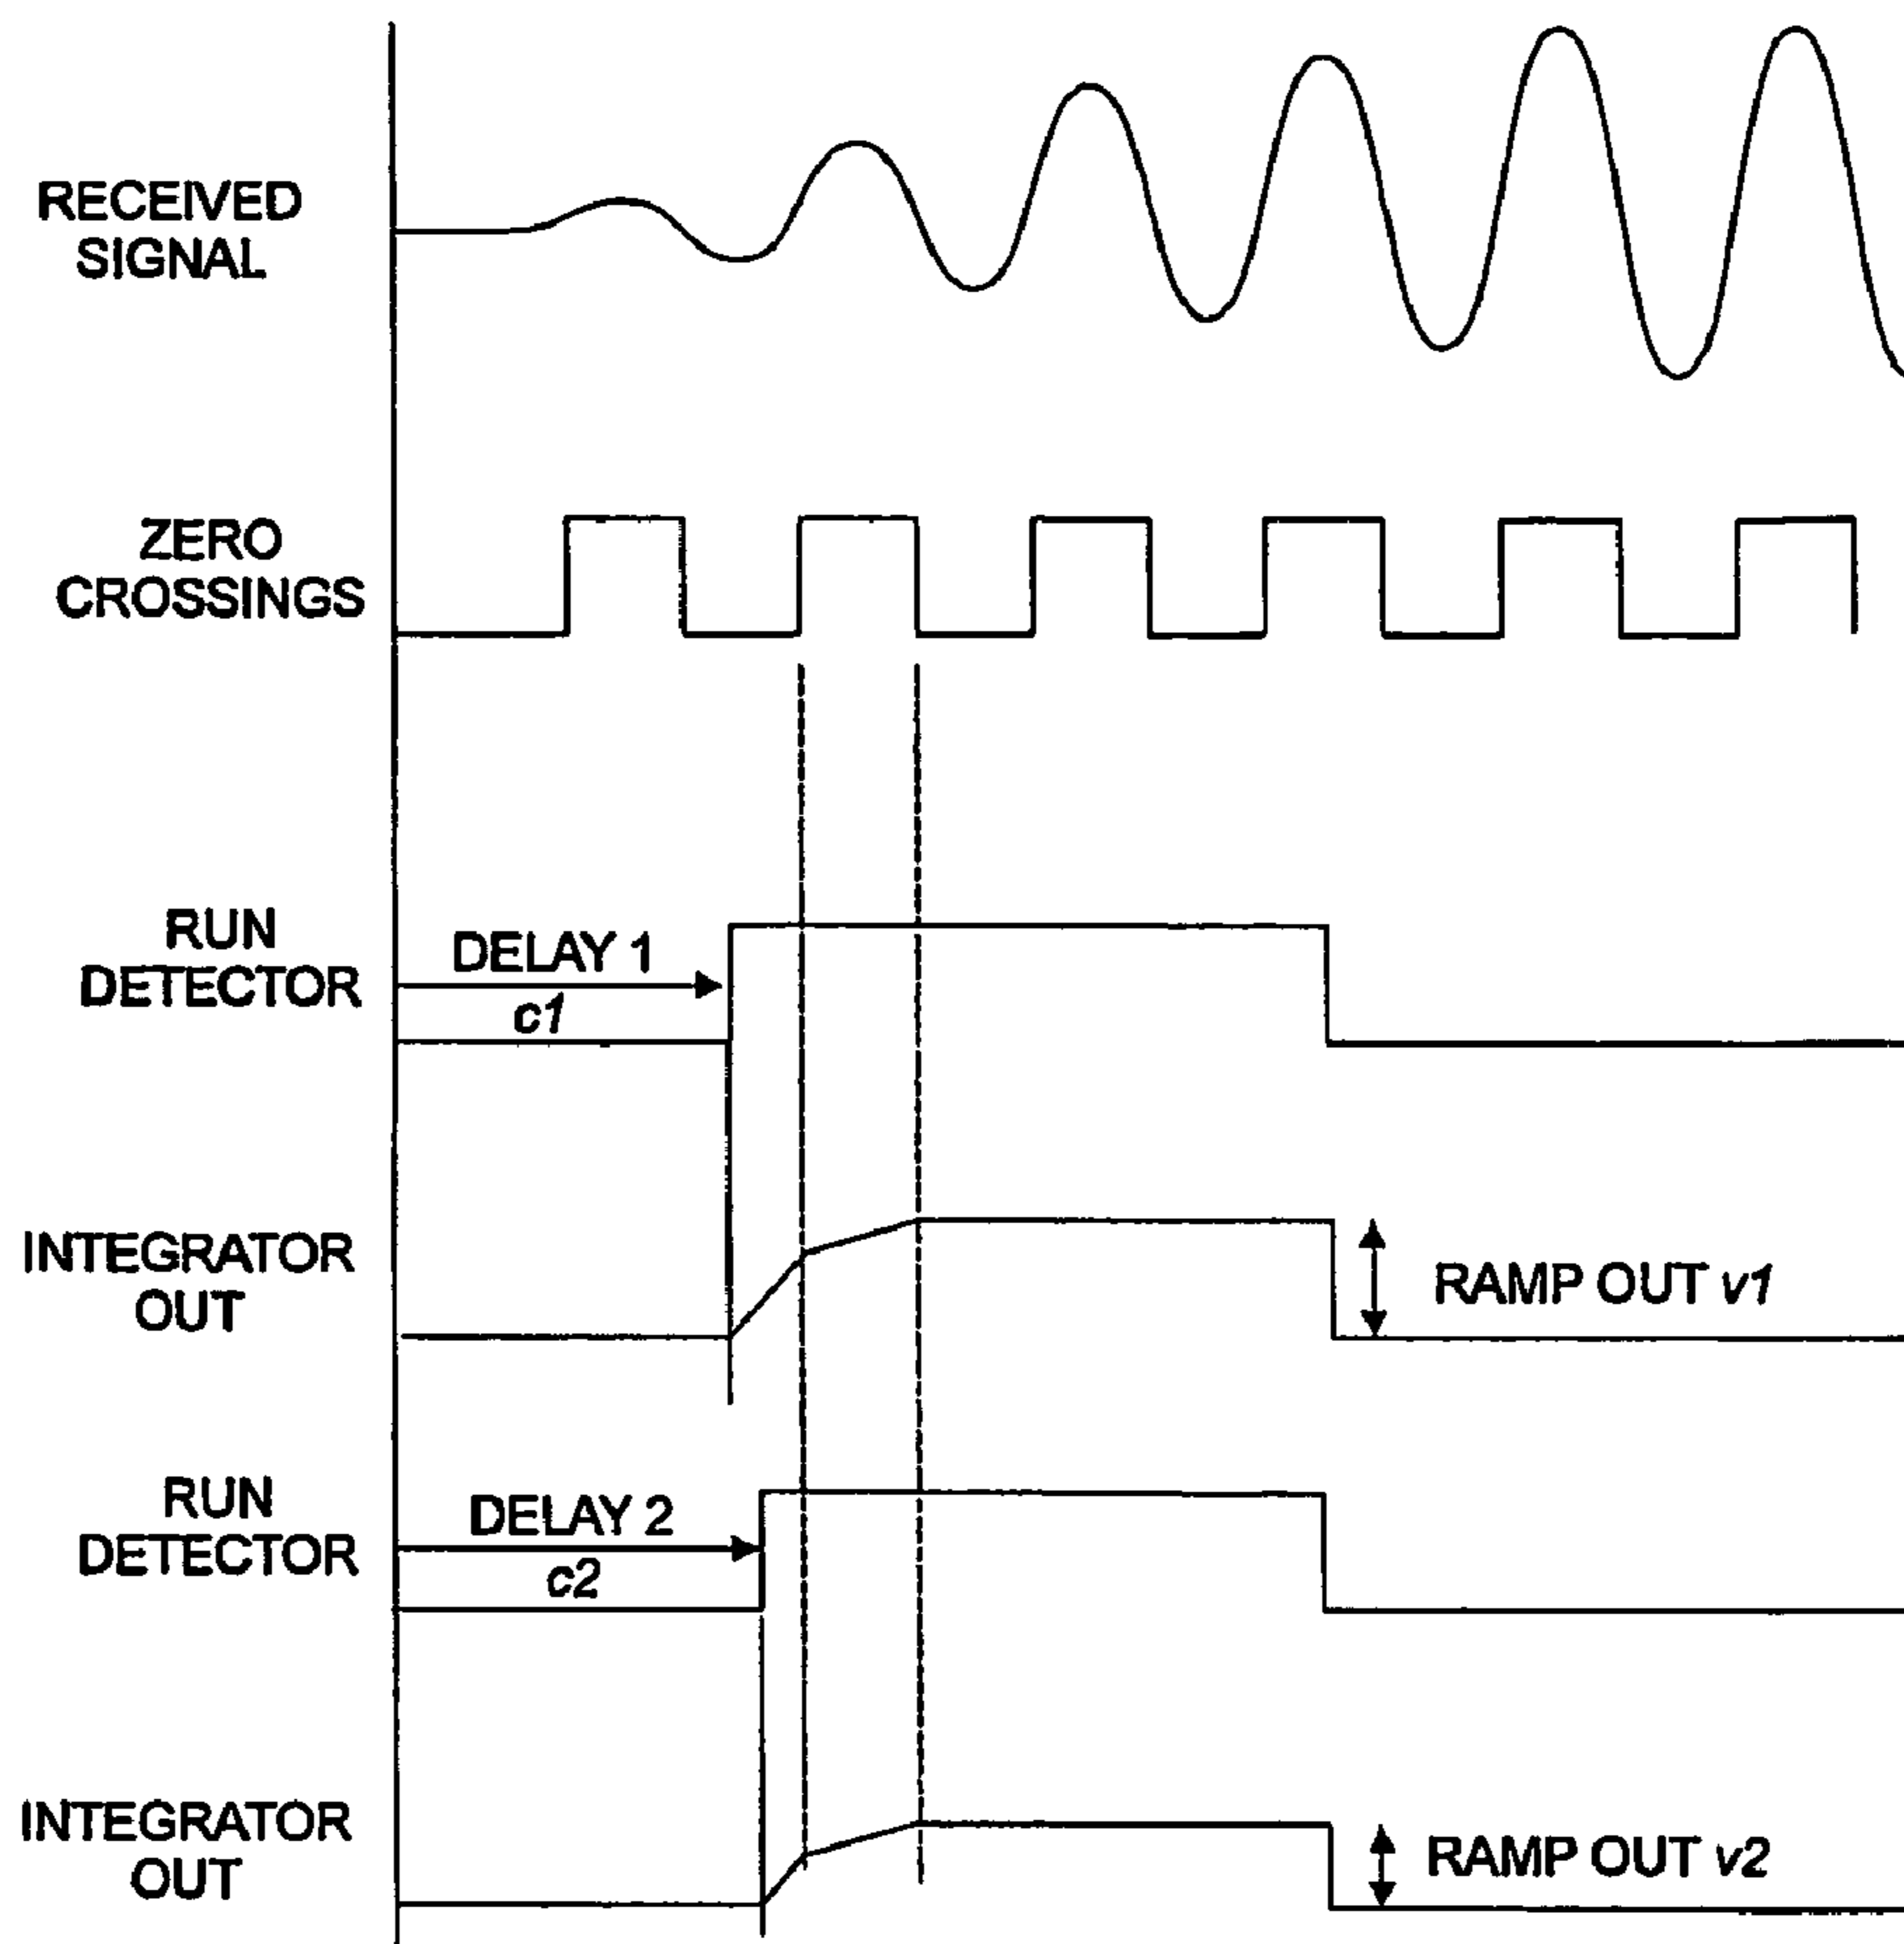 RECEIVED
SIGNAL
ZERO
CROSSINGS
RUN
DETECTOR
DELAY 1
c1
INTEGRATOR
OUT
RAMP OUT v1
RUN
DETECTOR
DELAY 2
c2
INTEGRATOR
OUT
RAMP OUT v2